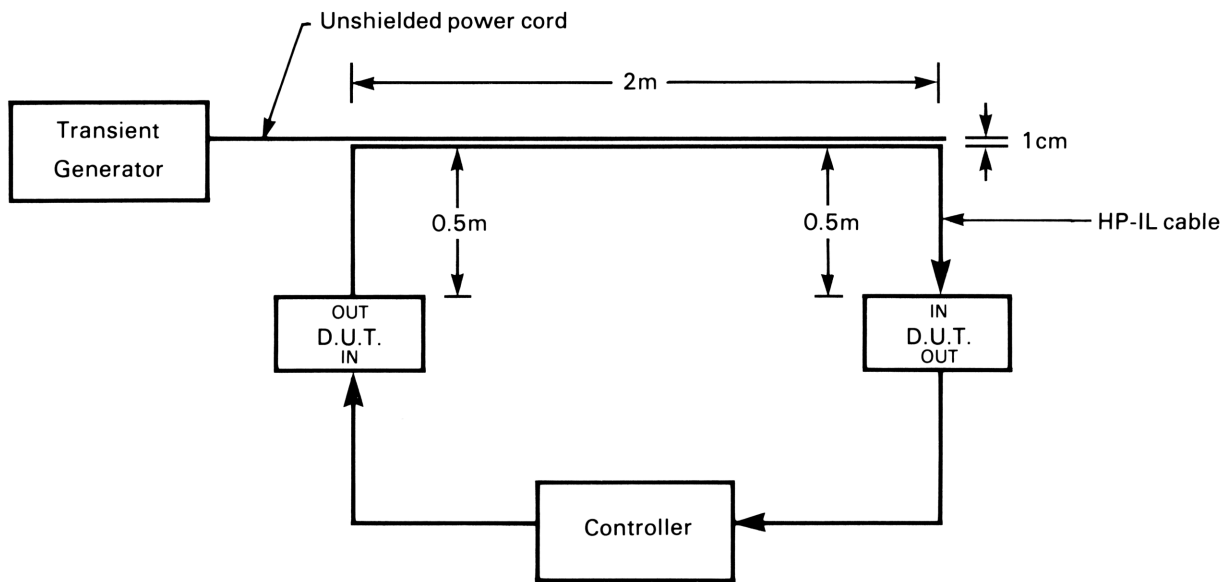 Unshielded power cord
2m
Transient
Generator
1cm
0.5m
0.5m
HP-IL cable
OUT
D.U.T.
IN
IN
D.U.T.
OUT
Controller